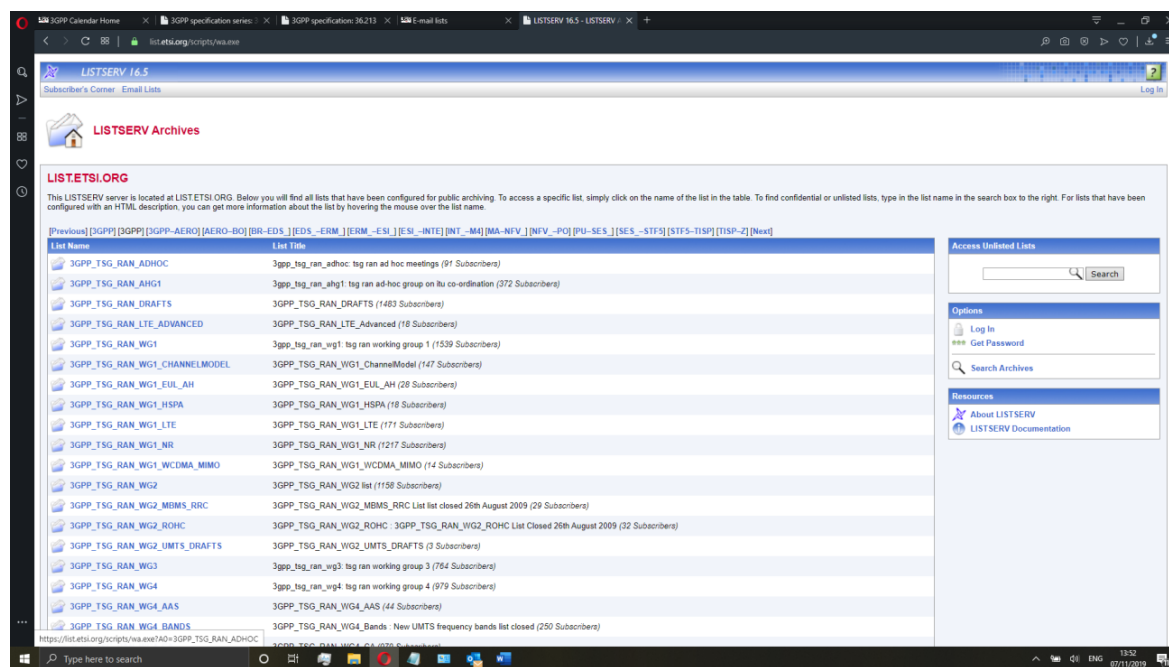 3GPP Calendar Home
3GPP specification series: 3
3GPP specification: 36.213
E-mail lists
LISTSERV 16.5 - LISTSERV A
list.etsi.org/scripts/wa.exe
LISTSERV 16.5
Subscriber's Corner Email Lists
Log In
LISTSERV Archives
LIST.ETSI.ORG
This LISTSERV server is located at LIST.ETSI.ORG. Below you will find all lists that have been configured for public archiving. To access a specific list, simply click on the name of the list in the table. To find confidential or unlisted lists, type in the list name in the search box to the right. For lists that have been
configured with an HTML description, you can get more information about the list by hovering the mouse over the list name.
[Previous] [3GPP] [3GPP] [3GPP-AERO] [AERO-BO] [BR-EDS_] [EDS_-ERM_] [ERM_-ESI_] [ESI_-INTE] [INT_-M4] [MA-NFV_] [NFV_-PO] [PU-SES_] [SES_-STF5] [STF5-TISP] [TISP-Z] [Next]
List Name List Title
3GPP_TSG_RAN_ADHOC 3gpp_tsg_ran_adhoc: tsg ran ad hoc meetings (91 Subscribers)
3GPP_TSG_RAN_AHG1 3gpp_tsg_ran_ahg1: tsg ran ad-hoc group on itu co-ordination (372 Subscribers)
3GPP_TSG_RAN_DRAFTS 3GPP_TSG_RAN_DRAFTS (1483 Subscribers)
3GPP_TSG_RAN_LTE_ADVANCED 3GPP_TSG_RAN_LTE_Advanced (18 Subscribers)
3GPP_TSG_RAN_WG1 3gpp_tsg_ran_wg1: tsg ran working group 1 (1539 Subscribers)
3GPP_TSG_RAN_WG1_CHANNELMODEL 3GPP_TSG_RAN_WG1_ChannelModel (147 Subscribers)
3GPP_TSG_RAN_WG1_EUL_AH 3GPP_TSG_RAN_WG1_EUL_AH (28 Subscribers)
3GPP_TSG_RAN_WG1_HSPA 3GPP_TSG_RAN_WG1_HSPA (18 Subscribers)
3GPP_TSG_RAN_WG1_LTE 3GPP_TSG_RAN_WG1_LTE (171 Subscribers)
3GPP_TSG_RAN_WG1_NR 3GPP_TSG_RAN_WG1_NR (1217 Subscribers)
3GPP_TSG_RAN_WG1_WCDMA_MIMO 3GPP_TSG_RAN_WG1_WCDMA_MIMO (14 Subscribers)
3GPP_TSG_RAN_WG2 3GPP_TSG_RAN_WG2 list (1158 Subscribers)
3GPP_TSG_RAN_WG2_MBMS_RRC 3GPP_TSG_RAN_WG2_MBMS_RRC List list closed 26th August 2009 (29 Subscribers)
3GPP_TSG_RAN_WG2_ROHC 3GPP_TSG_RAN_WG2_ROHC : 3GPP_TSG_RAN_WG2_ROHC List Closed 26th August 2009 (32 Subscribers)
3GPP_TSG_RAN_WG2_UMTS_DRAFTS 3GPP_TSG_RAN_WG2_UMTS_DRAFTS (3 Subscribers)
3GPP_TSG_RAN_WG3 3gpp_tsg_ran_wg3: tsg ran working group 3 (764 Subscribers)
3GPP_TSG_RAN_WG4 3gpp_tsg_ran_wg4: tsg ran working group 4 (979 Subscribers)
3GPP_TSG_RAN_WG4_AAS 3GPP_TSG_RAN_WG4_AAS (44 Subscribers)
3GPP_TSG_RAN_WG4_BANDS 3GPP_TSG_RAN_WG4_Bands : New UMTS frequency bands list closed (250 Subscribers)
Access Unlisted Lists
Search
Options
Log In
Get Password
Search Archives
Resources
About LISTSERV
LISTSERV Documentation
https://list.etsi.org/scripts/wa.exe?A0=3GPP_TSG_RAN_ADHOC
Type here to search
ENG
13:52
07/11/2019